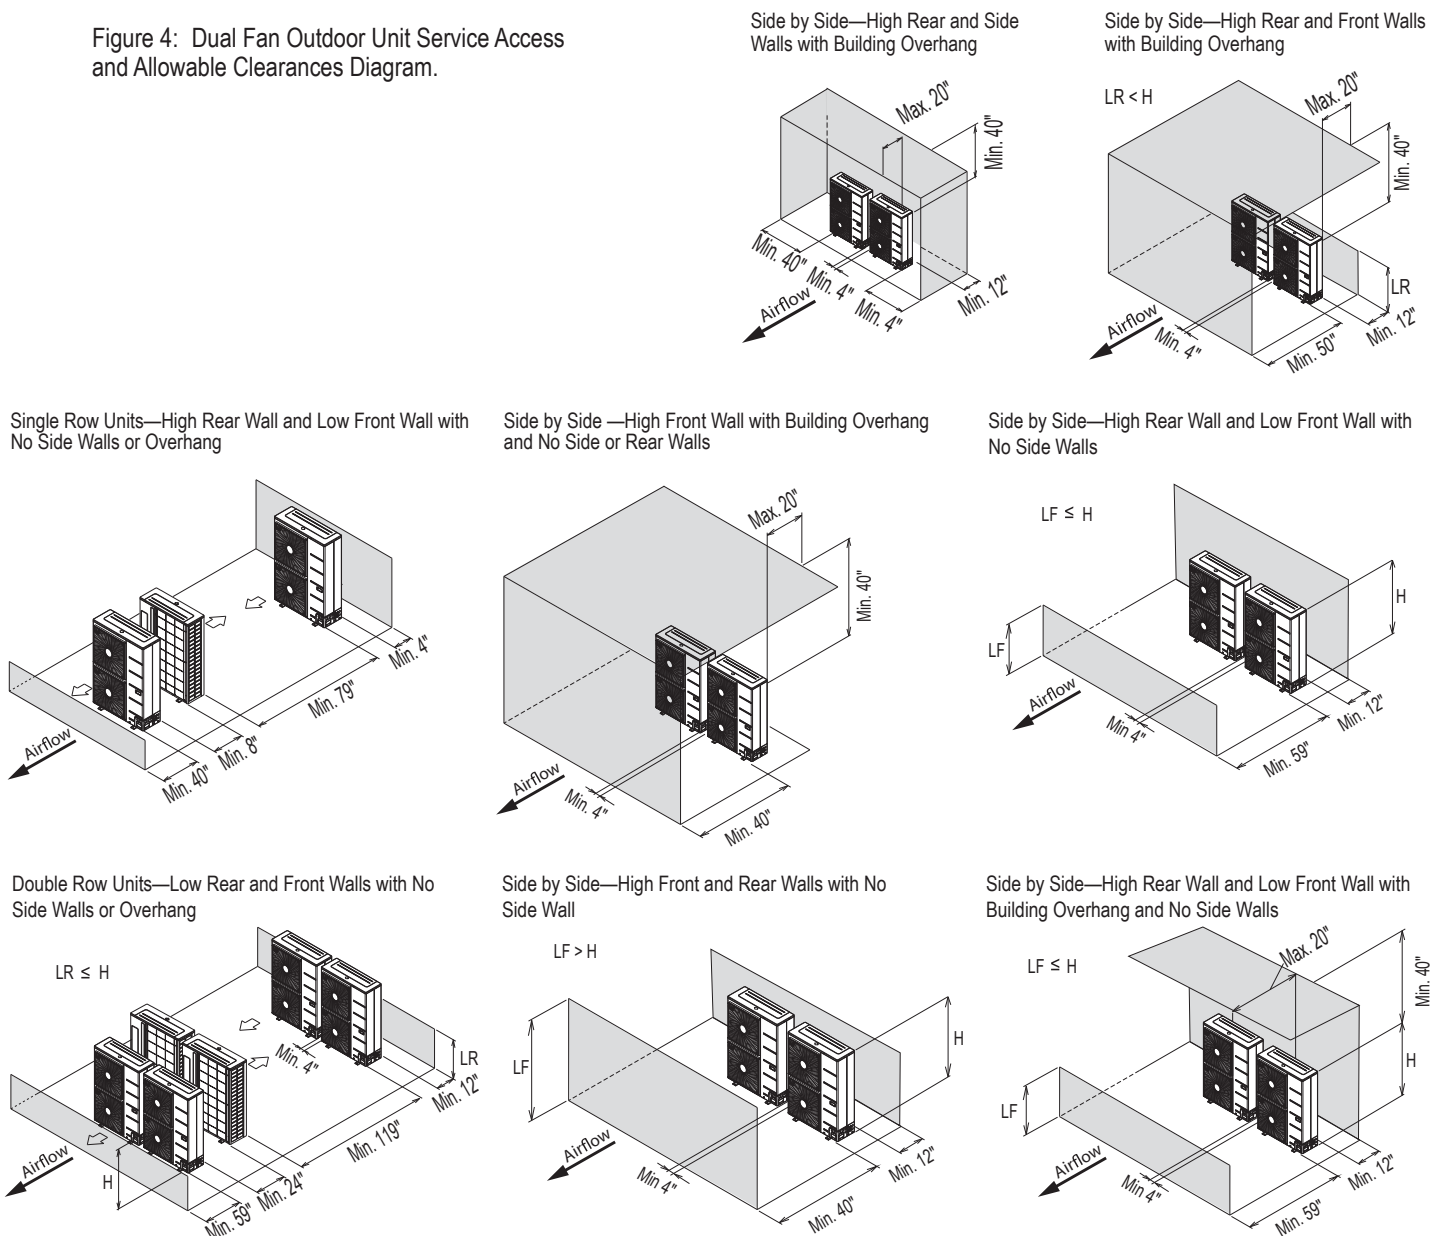 Figure 4: Dual Fan Outdoor Unit Service Access
and Allowable Clearances Diagram.
Side by Side—High Rear and Side
Walls with Building Overhang
Max. 20"
Min. 40"
Min. 40"
Min. 4"
Min. 4"
Min. 12"
Airflow
Side by Side—High Rear and Front Walls
with Building Overhang
LR < H
Max. 20"
Min. 40"
LR
Min. 12"
Min. 50"
Min. 4"
Airflow
Single Row Units—High Rear Wall and Low Front Wall with
No Side Walls or Overhang
Min. 4"
Min. 79"
Min. 8"
Min. 40"
Airflow
Side by Side —High Front Wall with Building Overhang
and No Side or Rear Walls
Max. 20"
Min. 40"
Airflow
Min. 4"
Min. 40"
Side by Side—High Rear Wall and Low Front Wall with
No Side Walls
LF ≤ H
H
LF
Airflow
Min 4"
Min. 12"
Min. 59"
Double Row Units—Low Rear and Front Walls with No
Side Walls or Overhang
LR ≤ H
Min. 4"
LR
Min. 12"
Min. 119"
Airflow
H
Min. 24"
Min. 59"
Side by Side—High Front and Rear Walls with No
Side Wall
LF > H
H
LF
Airflow
Min 4"
Min. 12"
Min. 40"
Side by Side—High Rear Wall and Low Front Wall with
Building Overhang and No Side Walls
LF ≤ H
Max. 20"
Min. 40"
H
LF
Airflow
Min 4"
Min. 12"
Min. 59"